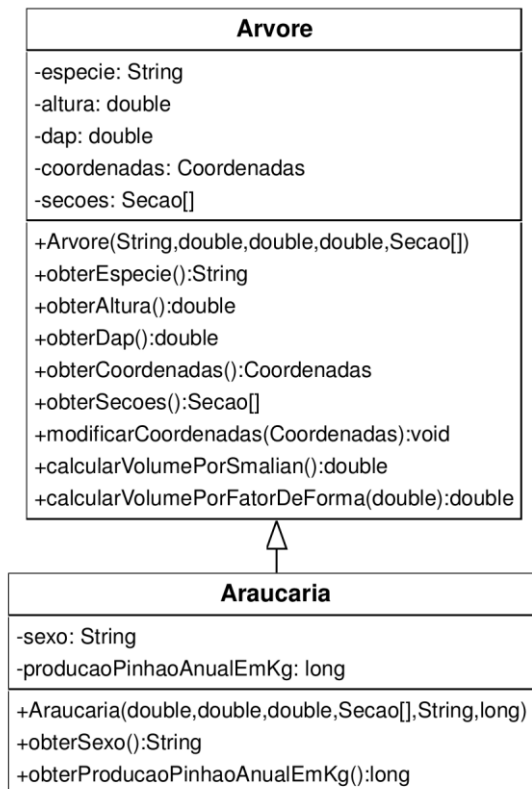 Arvore
-especie: String
-altura: double
-dap: double
-coordenadas: Coordenadas
-secoes: Secao[]
+Arvore(String,double,double,double,Secao[])
+obterEspecie():String
+obterAltura():double
+obterDap():double
+obterCoordenadas():Coordenadas
+obterSecoes():Secao[]
+modificarCoordenadas(Coordenadas):void
+calcularVolumePorSmalian():double
+calcularVolumePorFatorDeForma(double):double
Araucaria
-sexo: String
-producaoPinhaoAnualEmKg: long
+Araucaria(double,double,double,Secao[],String,long)
+obterSexo():String
+obterProducaoPinhaoAnualEmKg():long